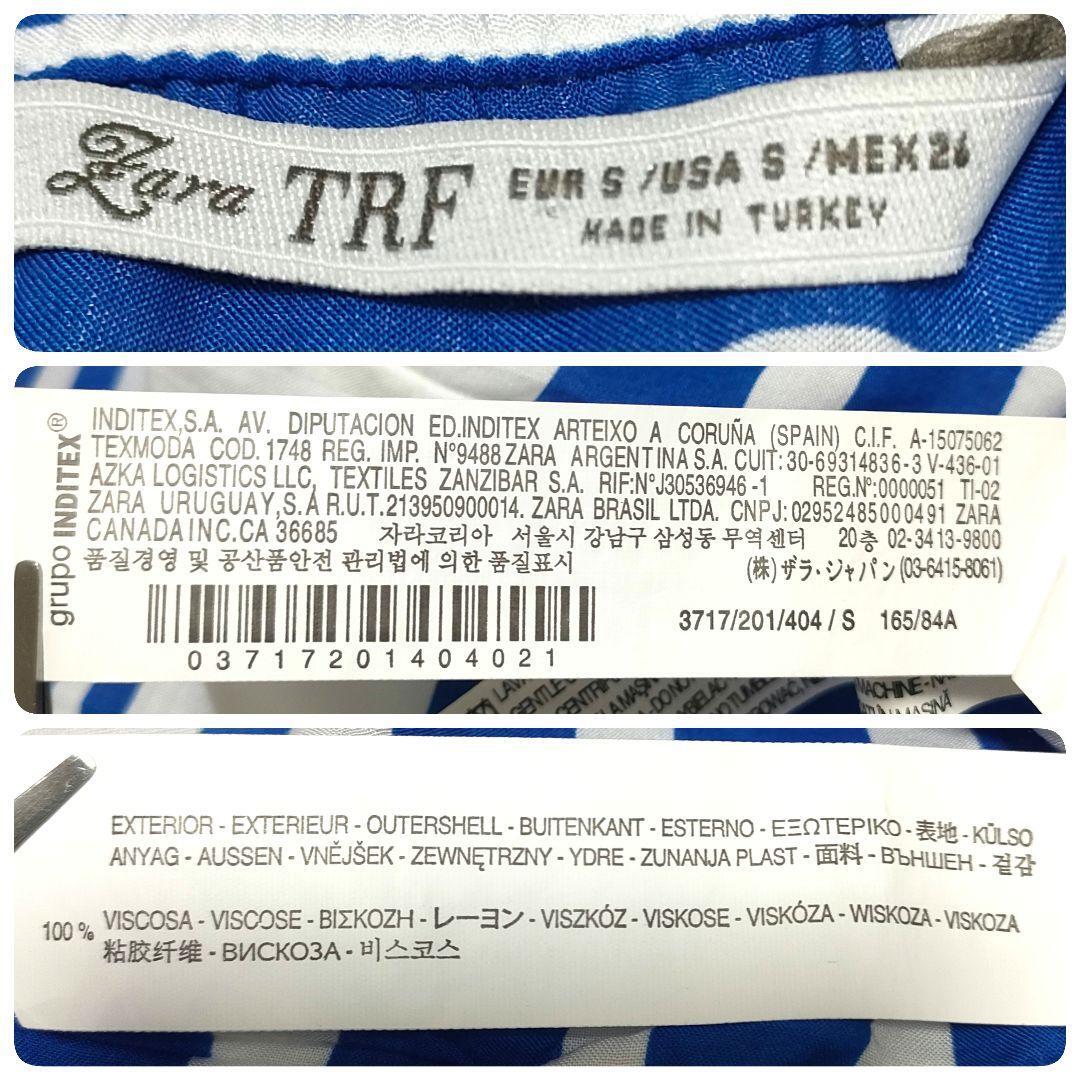 Zara TRF EUR S /USA S /MEX 26
MADE IN TURKEY
grupo INDITEX®
INDITEX,S.A. AV. DIPUTACION ED.INDITEX ARTEIXO A CORUÑA (SPAIN) C.I.F. A-15075062
TEXMODA COD. 1748 REG. IMP. Nº9488 ZARA ARGENTINA S.A. CUIT: 30-69314836-3 V-436-01
AZKA LOGISTICS LLC, TEXTILES ZANZIBAR S.A. RIF:NºJ30536946-1 REG.Nº:0000051 TI-02
ZARA URUGUAY,S.A R.U.T. 213950900014. ZARA BRASIL LTDA. CNPJ:02952485000491 ZARA
CANADA INC.CA 36685 자라코리아 서울시 강남구 삼성동 무역센터 20층 02-3413-9800
품질경영 및 공산품안전 관리법에 의한 품질표시 (株)ザラ・ジャパン(03-6415-8061)
3717/201/404 / S 165/84A
03717201404021
MACHINE-
EXTERIOR - EXTERIEUR - OUTERSHELL - BUITENKANT - ESTERNO - ΕΞΩΤΕΡΙΚΟ - 表地 - KÜLSO
ANYAG - AUSSEN - VNĚJŠEK - ZEWNĘTRZNY - YDRE - ZUNANJA PLAST - 面料 - ВЪНШЕН - 겉감
100 % VISCOSA - VISCOSE - ΒΙΣΚΟΖΗ - レーヨン - VISZKÓZ - VISKOSE - VISKÓZA - WISKOZA - VISKOZA
粘胶纤维 - ВИСКОЗА - 비스코스